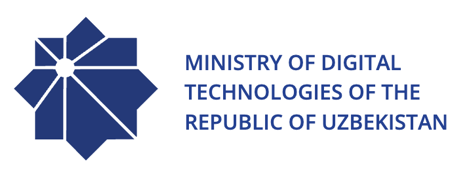 MINISTRY OF DIGITAL
TECHNOLOGIES OF THE
REPUBLIC OF UZBEKISTAN